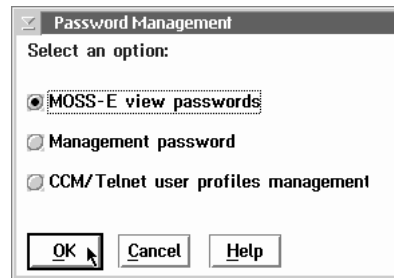 Password Management
Select an option:
MOSS-E view passwords
Management password
CCM/Telnet user profiles management
OK Cancel Help